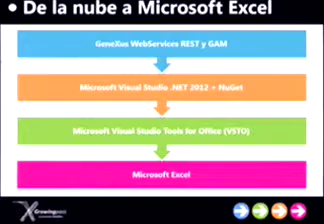 • De la nube a Microsoft Excel
GeneXus WebServices REST y GAM
Microsoft Visual Studio .NET 2012 + NuGet
Microsoft Visual Studio Tools for Office (VSTO)
Microsoft Excel